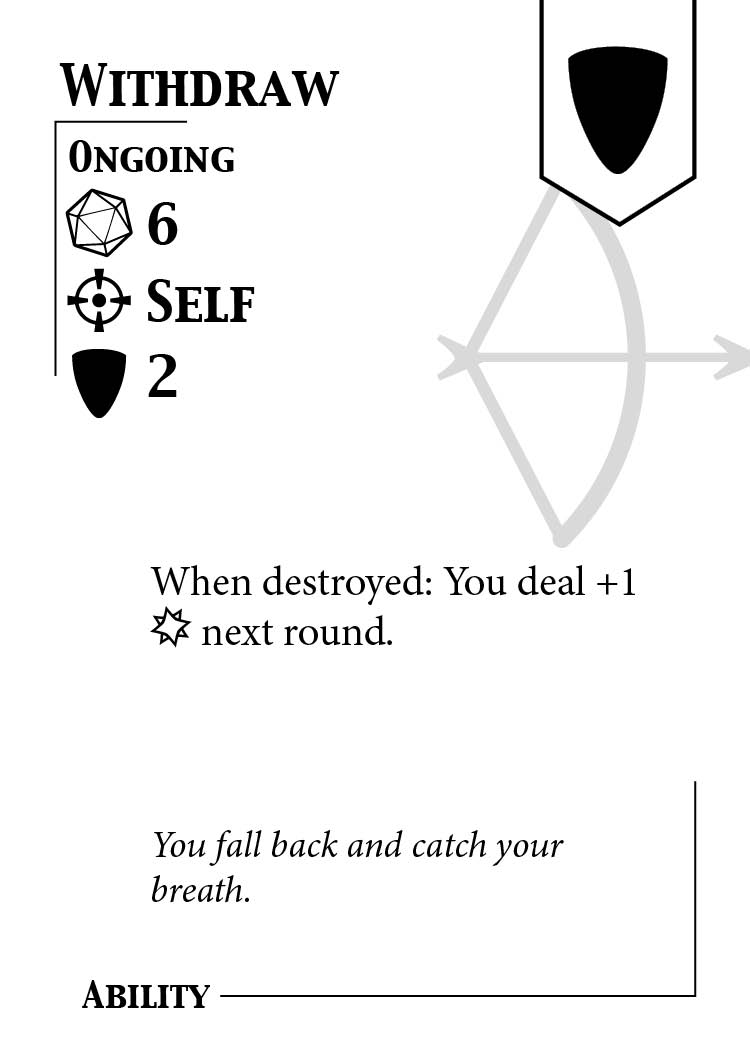 Withdraw
Ongoing
6
Self
2
When destroyed: You deal +1
next round.
You fall back and catch your
breath.
Ability